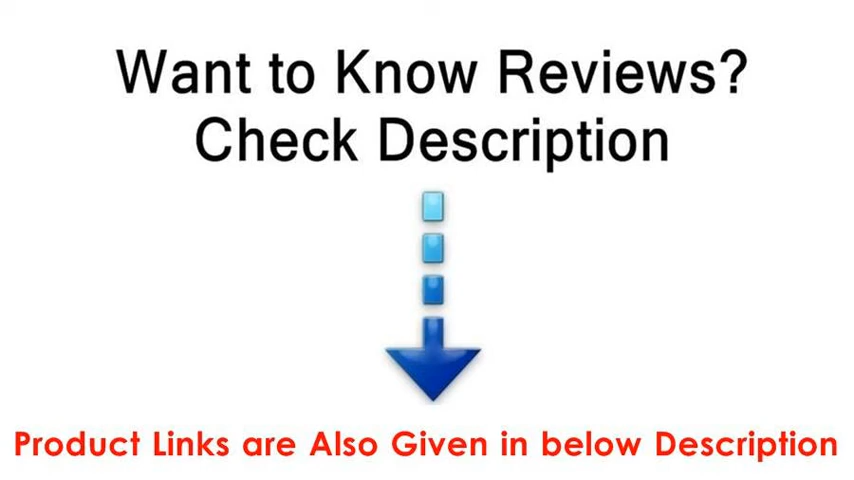 Want to Know Reviews?
Check Description
Product Links are Also Given in below Description